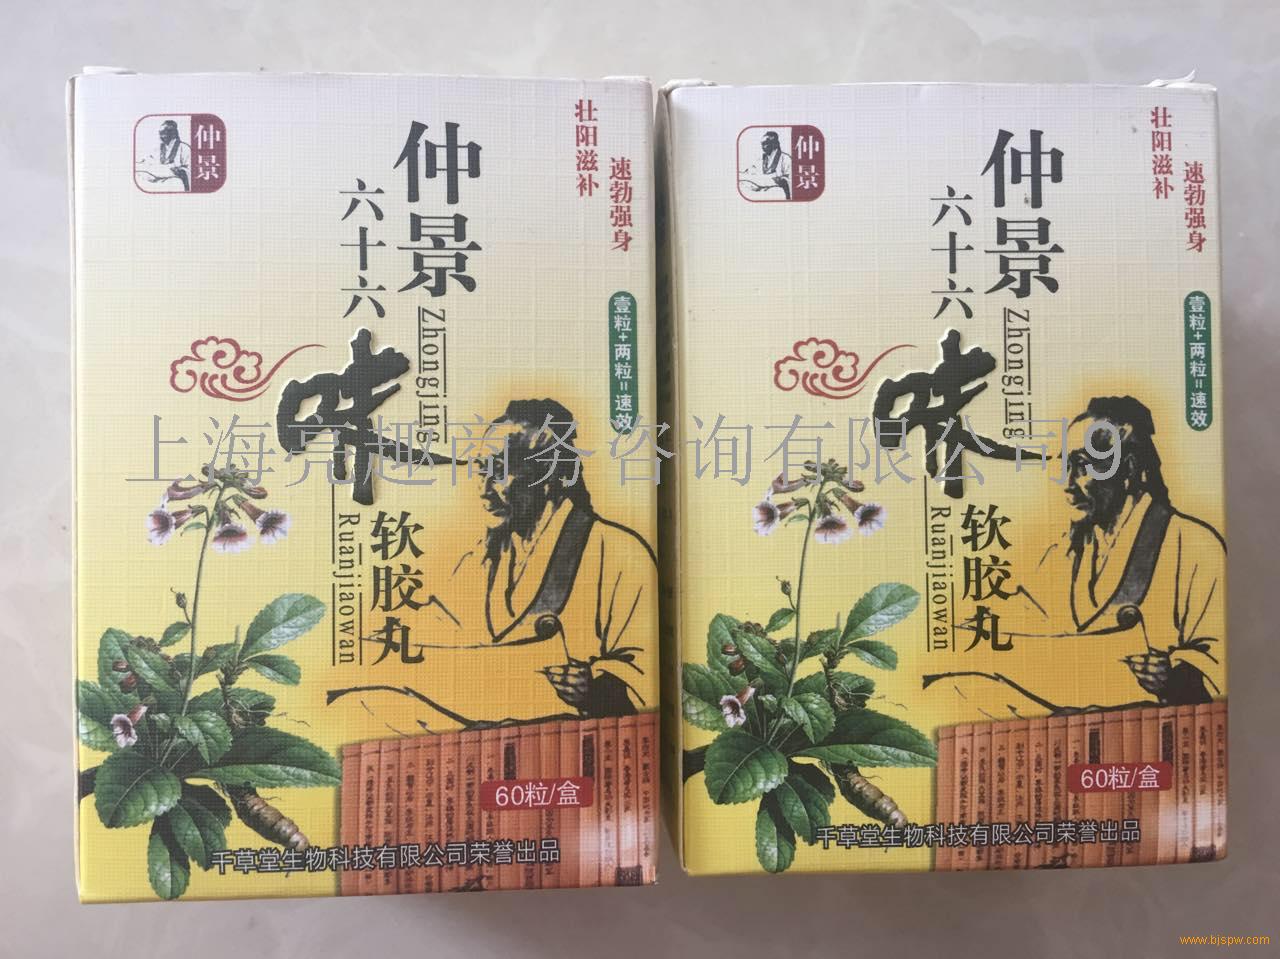 仲景
壮阳滋补
速勃强身
仲景
六十六
味
软胶丸
Zhongjing
Ruanjiaowan
壹粒+两粒=速效
60粒/盒
千草堂生物科技有限公司荣誉出品
仲景
壮阳滋补
速勃强身
仲景
六十六
味
软胶丸
Zhongjing
Ruanjiaowan
壹粒+两粒=速效
60粒/盒
千草堂生物科技有限公司荣誉出品
上海亮趣商务咨询有限公司9
www.bjspw.com